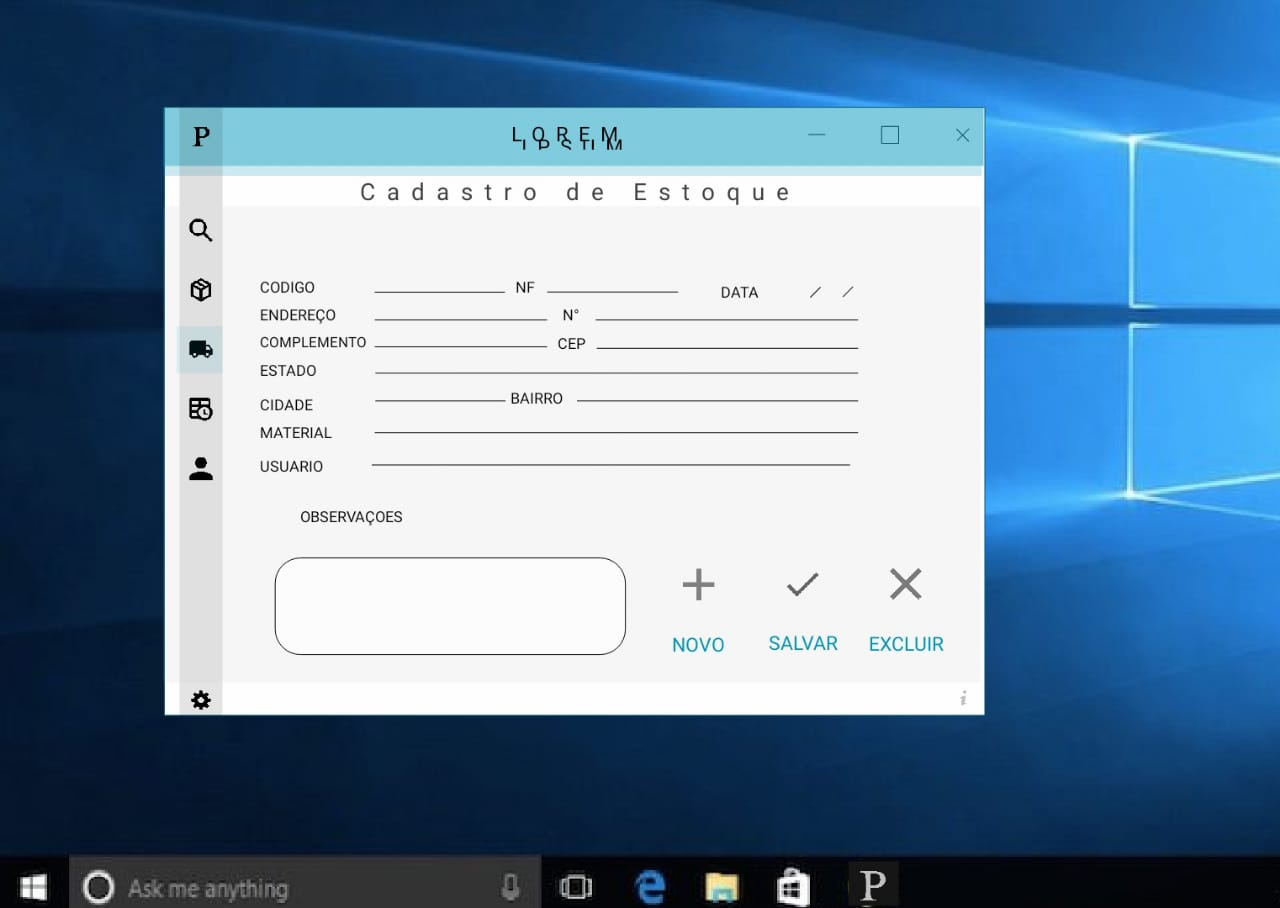 P
LOREM
IPSUM
Cadastro de Estoque
CODIGO NF DATA / /
ENDEREÇO N°
COMPLEMENTO CEP
ESTADO
CIDADE BAIRRO
MATERIAL
USUARIO
OBSERVAÇOES
NOVO SALVAR EXCLUIR
i
Ask me anything
P